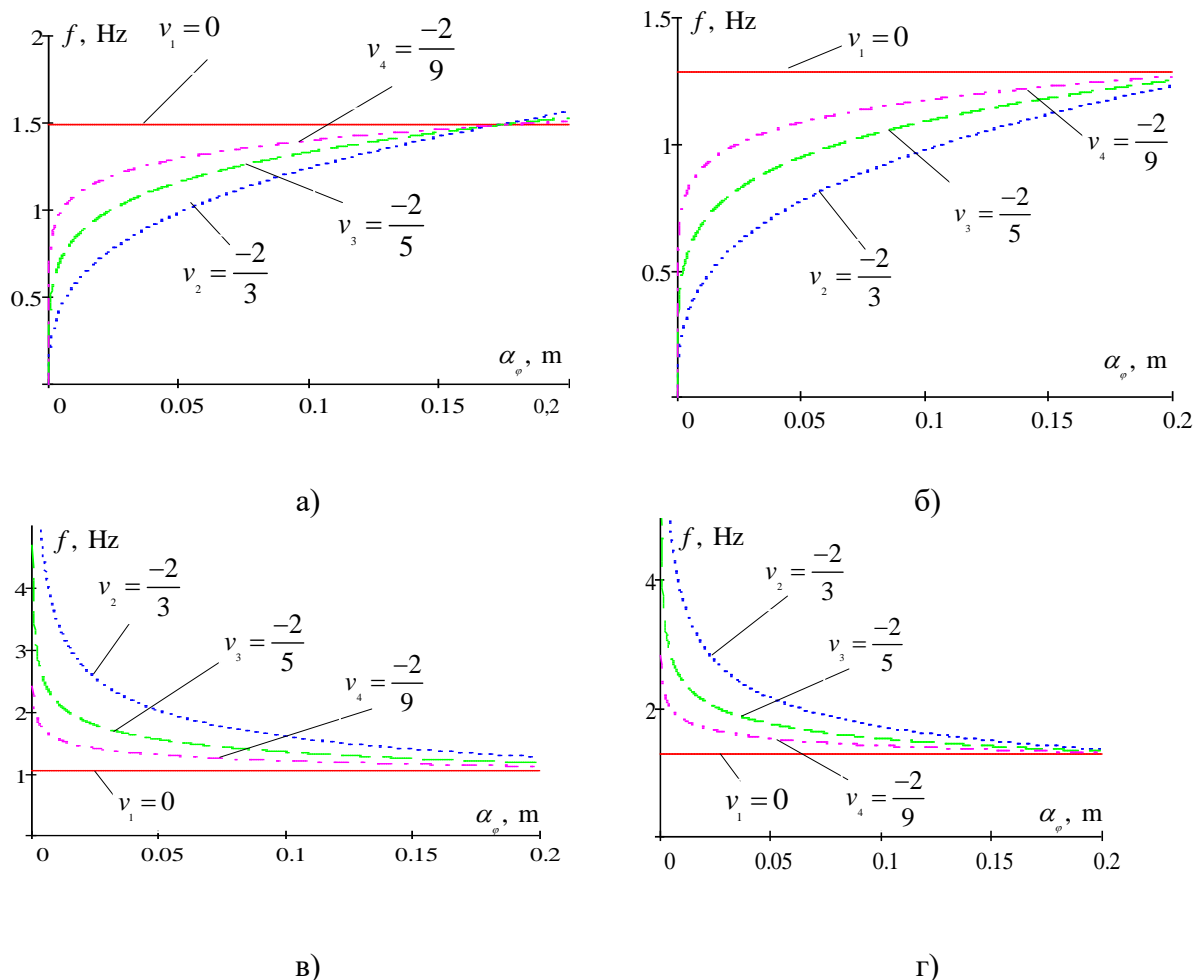 f, Hz
v₁ = 0
v₄ = -2/9
2
1.5
1
0.5
v₃ = -2/5
v₂ = -2/3
α_φ, m
0 0.05 0.1 0.15 0,2
а)
f, Hz
v₁ = 0
1.5
1
0.5
v₄ = -2/9
v₃ = -2/5
v₂ = -2/3
α_φ, m
0 0.05 0.1 0.15 0.2
б)
f, Hz
v₂ = -2/3
4
3
2
1
v₃ = -2/5
v₄ = -2/9
v₁ = 0
α_φ, m
0 0.05 0.1 0.15 0.2
в)
f, Hz
v₂ = -2/3
4
2
v₃ = -2/5
v₁ = 0
v₄ = -2/9
α_φ, m
0 0.05 0.1 0.15 0.2
г)